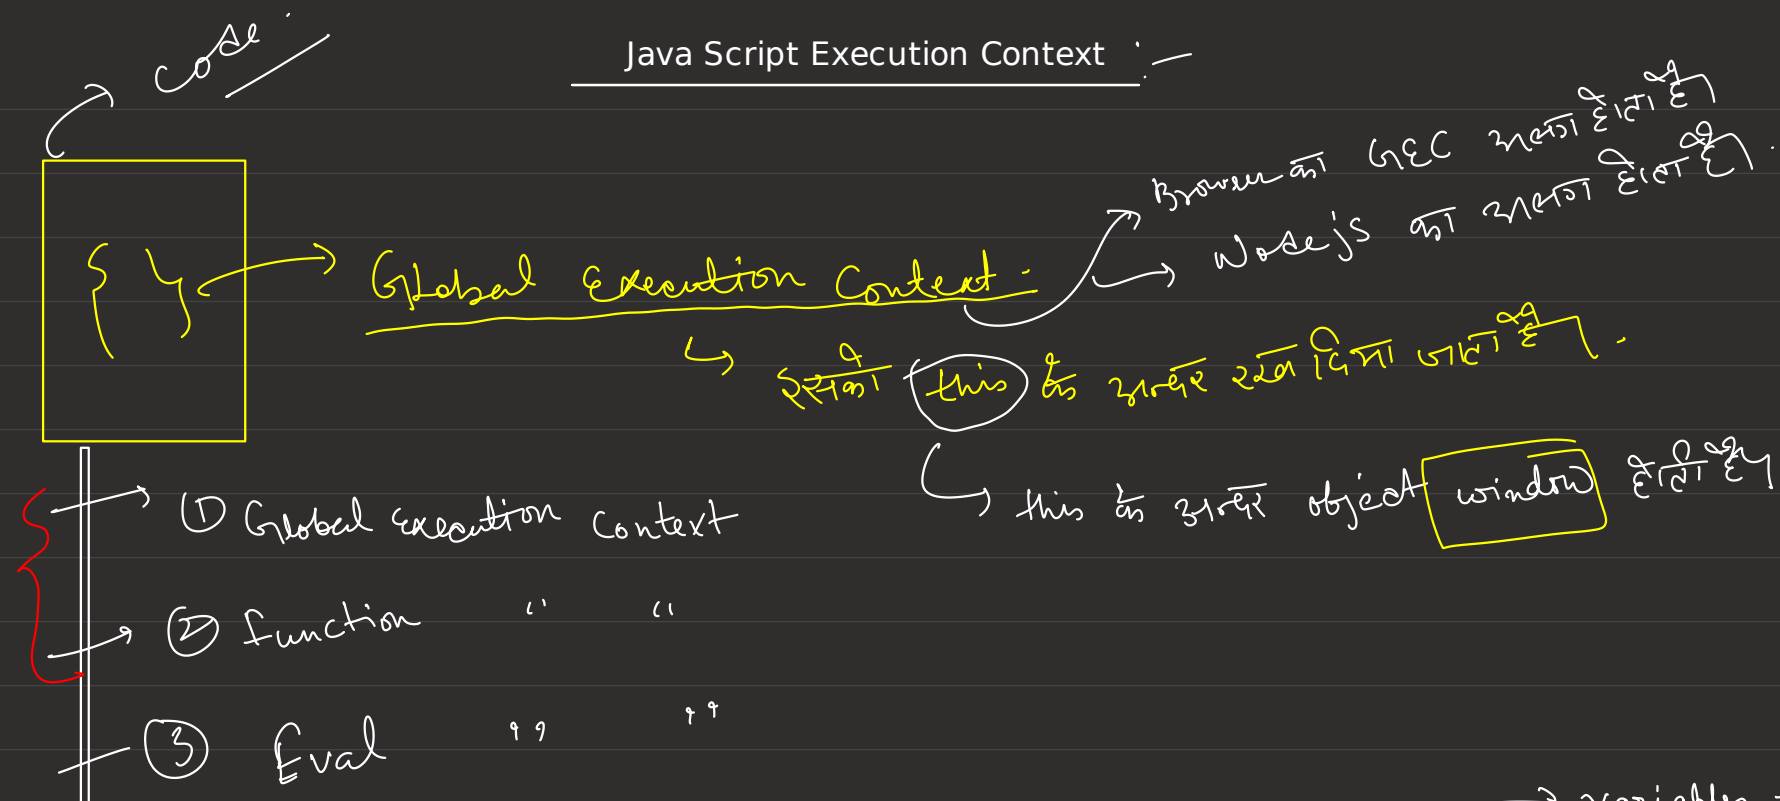 Java Script Execution Context :-
Code
Browser का GEC अलग होता है।
Node js का अलग होता है।
{ } Global Execution Context
इसको this के अन्दर रख दिया जाता है।
this के अन्दर object window होती है।
① Global execution context
② function " "
③ Eval " "
variables